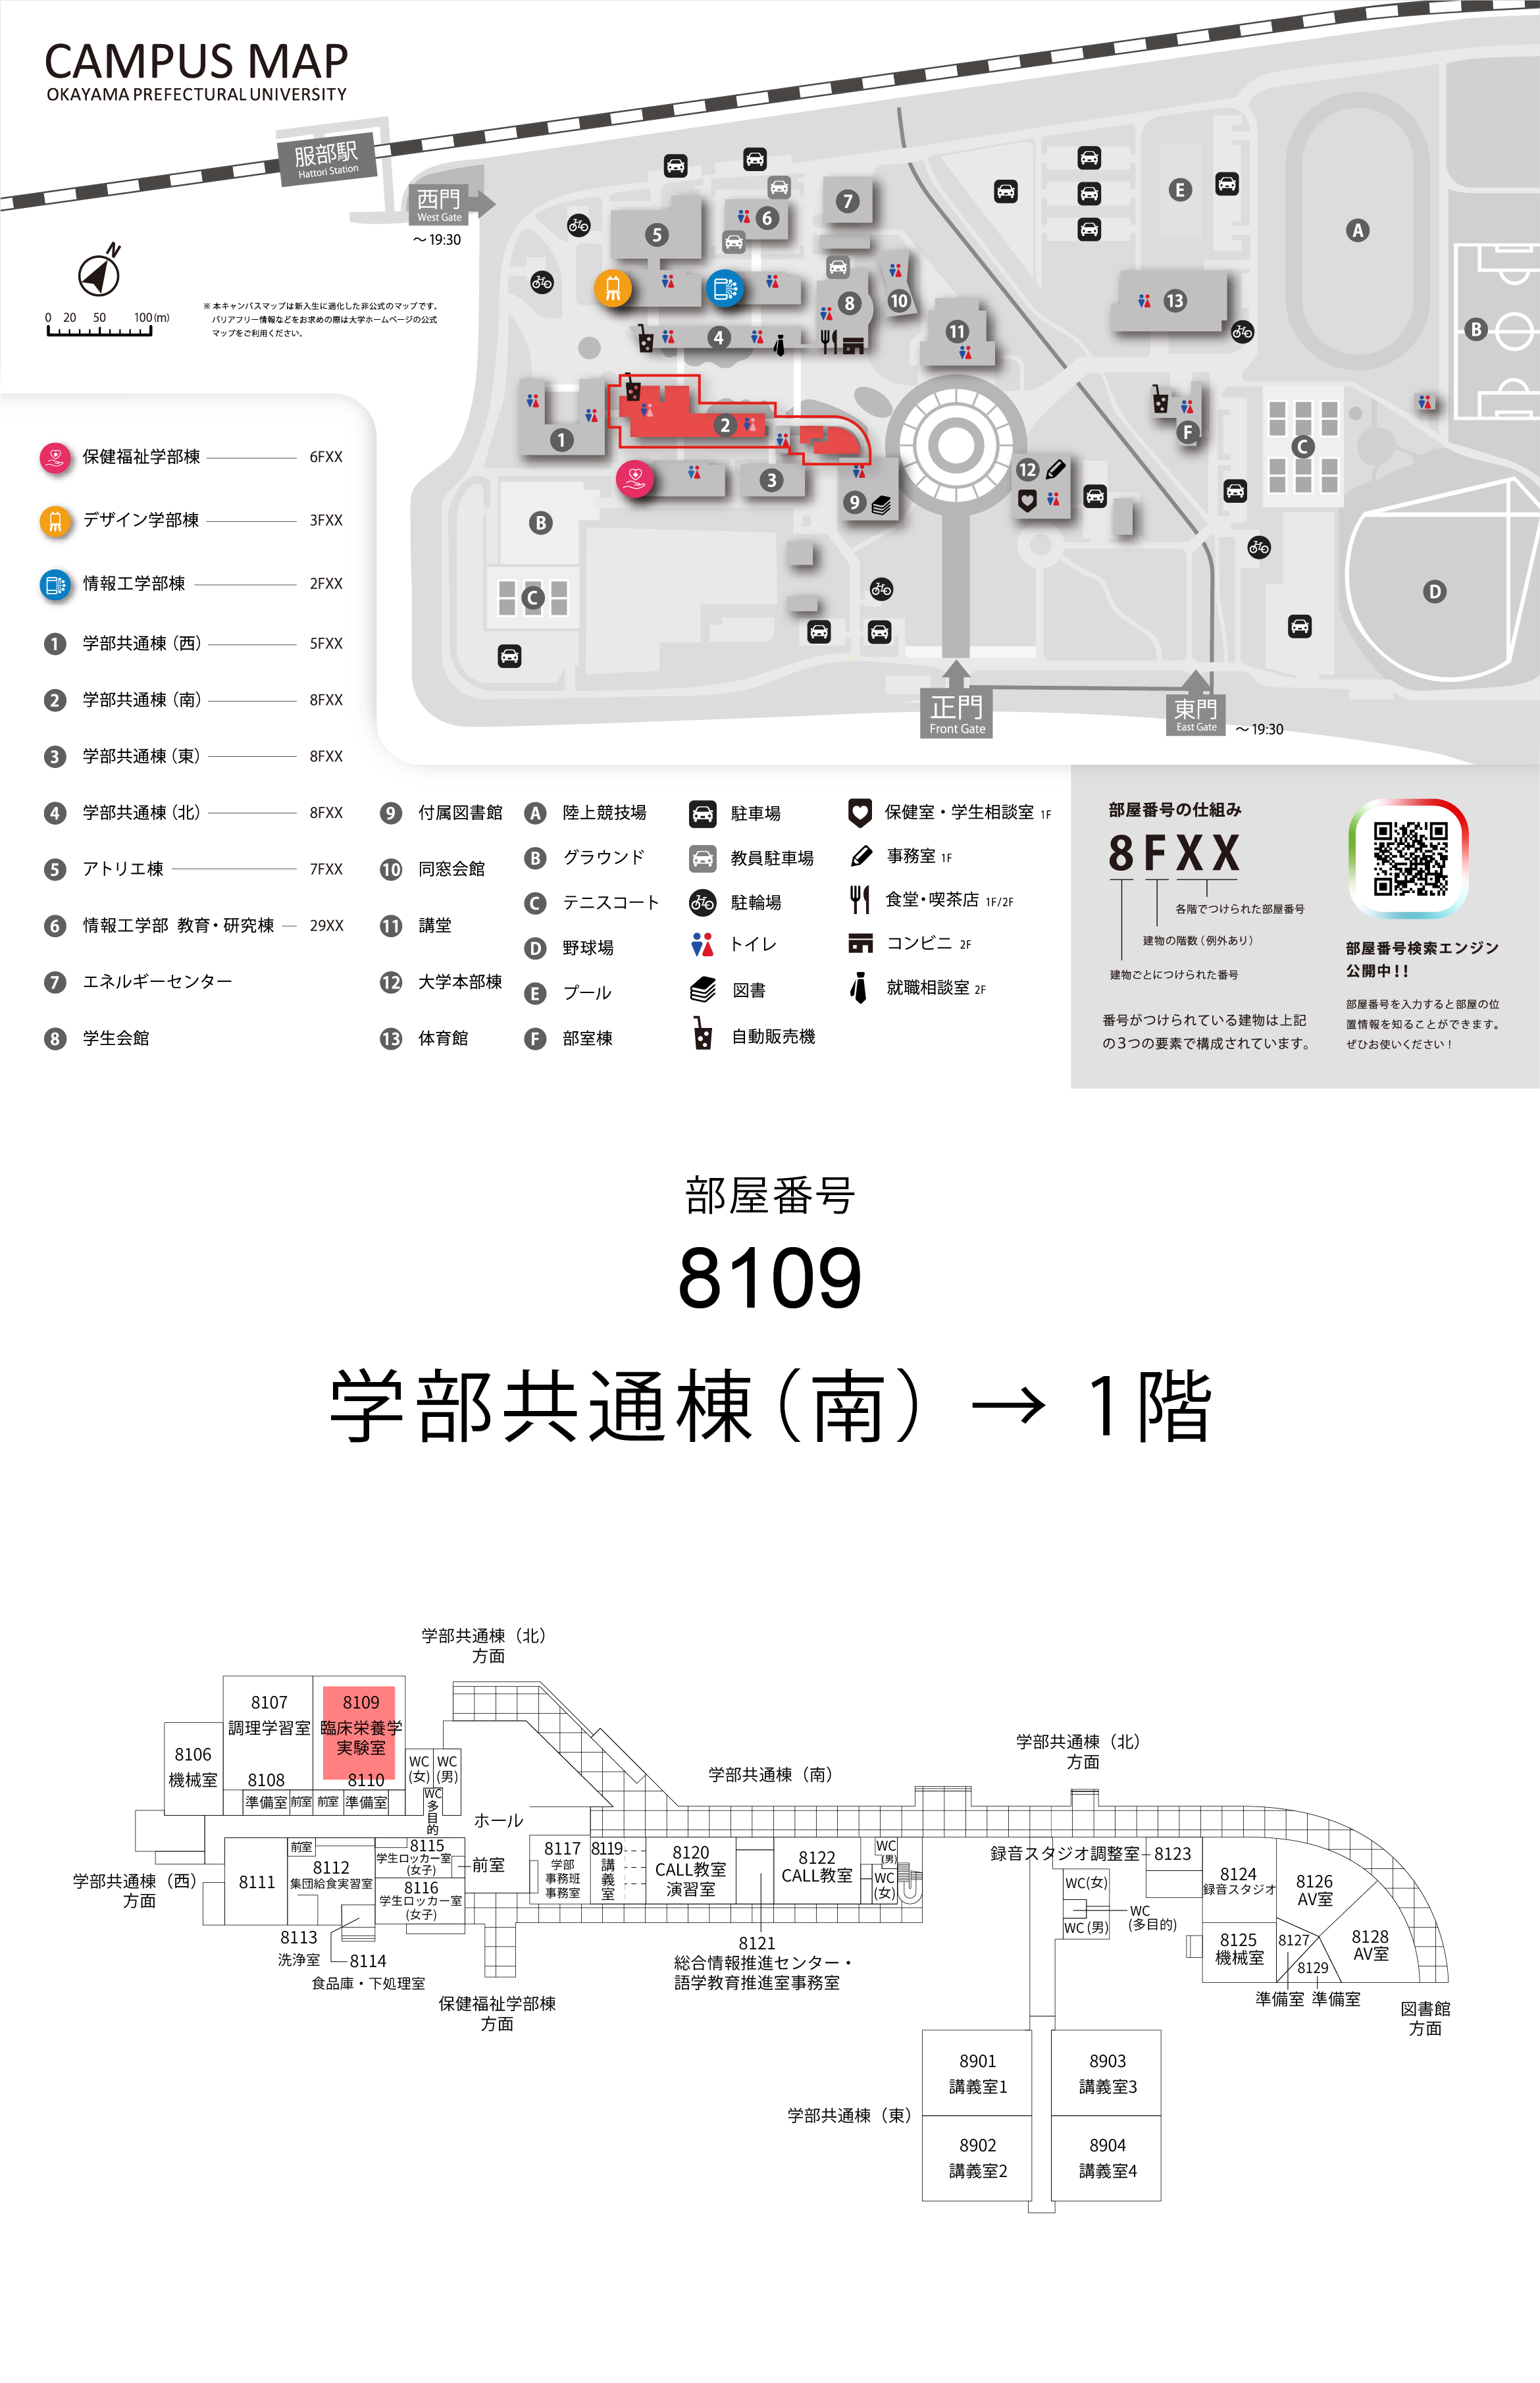 CAMPUS MAP
OKAYAMA PREFECTURAL UNIVERSITY
服部駅
Hattori Station
西門
West Gate
～19:30
N
0 20 50 100(m)
※ 本キャンパスマップは新入生に適化した非公式のマップです。
バリアフリー情報などをお求めの際は大学ホームページの公式
マップをご利用ください。
5
6
7
E
A
8
10
13
4
11
B
1
2
F
C
3
9
12
B
C
D
正門
Front Gate
東門
East Gate
～19:30
保健福祉学部棟 6FXX
デザイン学部棟 3FXX
情報工学部棟 2FXX
1 学部共通棟（西） 5FXX
2 学部共通棟（南） 8FXX
3 学部共通棟（東） 8FXX
4 学部共通棟（北） 8FXX
5 アトリエ棟 7FXX
6 情報工学部 教育・研究棟 29XX
7 エネルギーセンター
8 学生会館
9 付属図書館
10 同窓会館
11 講堂
12 大学本部棟
13 体育館
A 陸上競技場
B グラウンド
C テニスコート
D 野球場
E プール
F 部室棟
駐車場
教員駐車場
駐輪場
トイレ
図書
自動販売機
保健室・学生相談室 1F
事務室 1F
食堂・喫茶店 1F/2F
コンビニ 2F
就職相談室 2F
部屋番号の仕組み
8FXX
各階でつけられた部屋番号
建物の階数（例外あり）
建物ごとにつけられた番号
番号がつけられている建物は上記
の３つの要素で構成されています。
部屋番号検索エンジン
公開中！！
部屋番号を入力すると部屋の位
置情報を知ることができます。
ぜひお使いください！
部屋番号
8109
学部共通棟（南） → 1階
学部共通棟（北）
方面
8107
調理学習室
8109
臨床栄養学
実験室
8106
機械室
8108
準備室
前室
前室
8110
準備室
WC
(女)
WC
(男)
WC
多
目
的
ホール
学部共通棟（南）
学部共通棟（北）
方面
学部共通棟（西）
方面
8111
前室
8112
集団給食実習室
8115
学生ロッカー室
(女子)
前室
8116
学生ロッカー室
(女子)
8113
洗浄室
8114
食品庫・下処理室
保健福祉学部棟
方面
8117
学部
事務班
事務室
8119
講
義
室
8120
CALL教室
演習室
8121
総合情報推進センター・
語学教育推進室事務室
8122
CALL教室
WC
(男)
WC
(女)
録音スタジオ調整室
8123
WC(女)
WC
(多目的)
WC (男)
8124
録音スタジオ
8125
機械室
8126
AV室
8127
準備室
8128
AV室
8129
準備室
図書館
方面
学部共通棟（東）
8901
講義室1
8903
講義室3
8902
講義室2
8904
講義室4